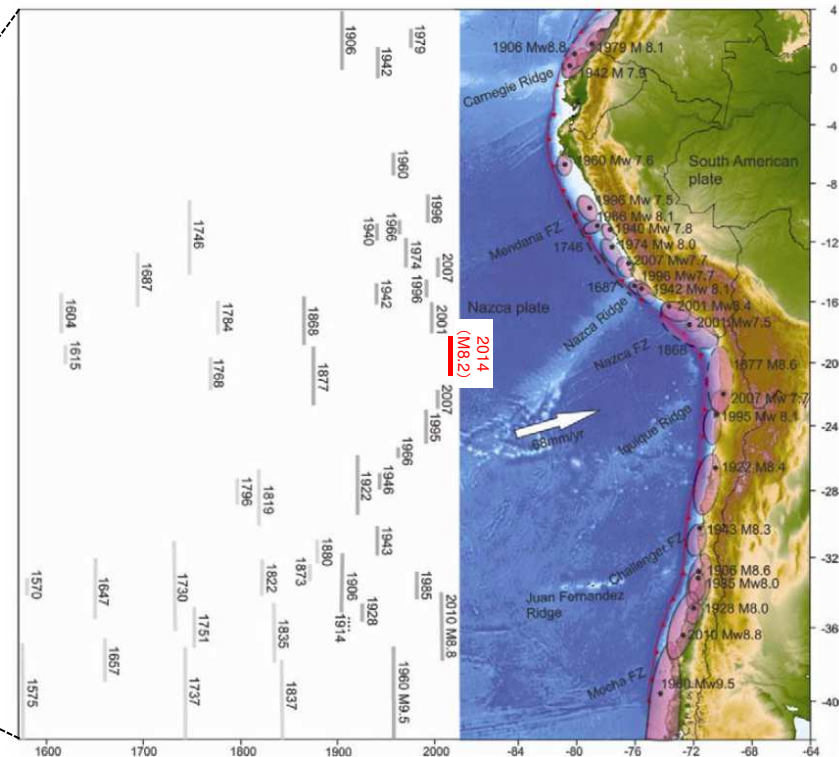 1906
1979
1942
1960
1996
1966
1940
1974
2007
1996
1942
2001
2014
(M8.2)
2007
1995
1966
1946
1922
1943
1880
1873
1906
1914
1928
1985
2010 M8.8
1960 M9.5
1746
1687
1604
1615
1784
1768
1868
1877
1819
1796
1822
1835
1837
1730
1751
1737
1647
1657
1570
1575
1600
1700
1800
1900
2000
1906 Mw8.8
1979 M 8.1
1942 M 7.9
Carnegie Ridge
1960 Mw 7.6
South American
plate
1996 Mw 7.5
1966 Mw 8.1
1940 Mw 7.8
Mendana FZ
1746
1974 Mw 8.0
2007 Mw7.7
1996 Mw7.7
1687
1942 Mw 8.1
Nazca plate
Nazca Ridge
2001 Mw8.4
2001 Mw7.5
Nazca FZ
1868
1877 M8.6
2007 Mw 7.7
1995 Mw 8.1
68mm/yr
Iquique Ridge
1922 M8.4
1943 M8.3
Challenger FZ
1906 M8.6
1985 Mw8.0
Juan Fernandez
Ridge
1928 M8.0
2010 Mw8.8
Mocha FZ
1960 Mw9.5
4
0
-4
-8
-12
-16
-20
-24
-28
-32
-36
-40
-84
-80
-76
-72
-68
-64